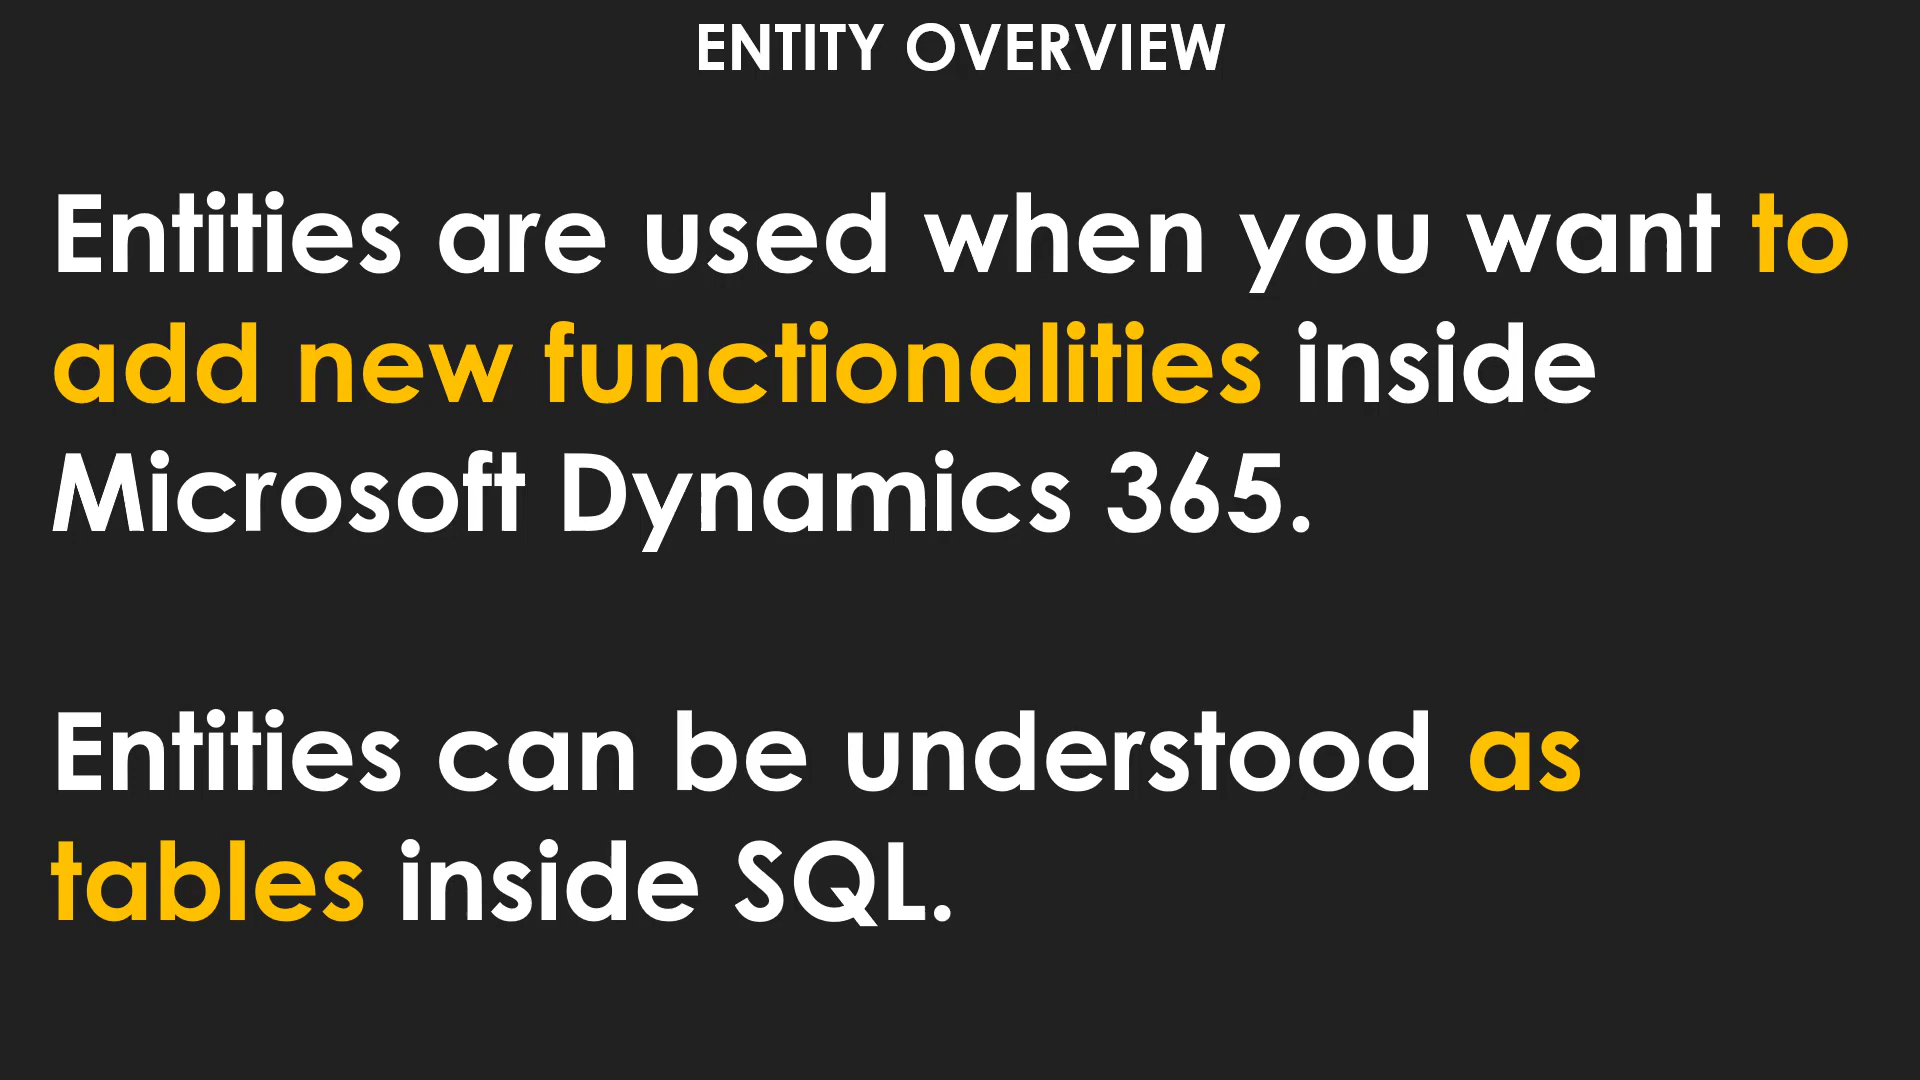 ENTITY OVERVIEW
Entities are used when you want to
add new functionalities inside
Microsoft Dynamics 365.
Entities can be understood as
tables inside SQL.